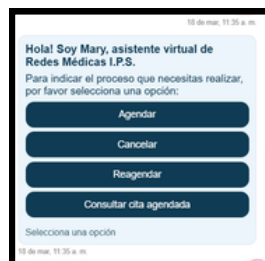 18 de mar, 11:35 a. m.
Hola! Soy Mary, asistente virtual de
Redes Médicas I.P.S.
Para indicar el proceso que necesitas realizar,
por favor selecciona una opción:
Agendar
Cancelar
Reagendar
Consultar cita agendada
Selecciona una opción
18 de mar, 11:35 a. m.